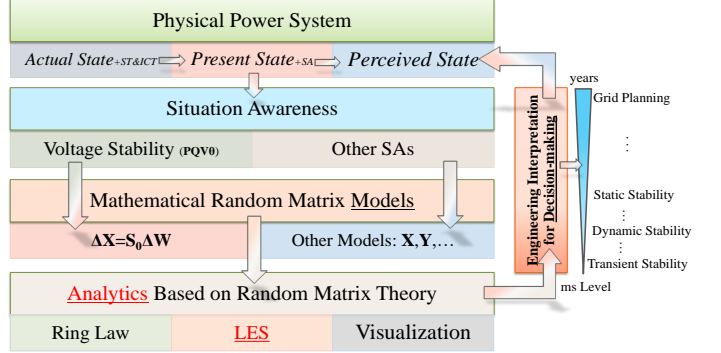 Physical Power System
Actual State+ST&ICT Present State+SA Perceived State
Situation Awareness
Voltage Stability (PQVθ) Other SAs
Mathematical Random Matrix Models
ΔX=S₀ΔW Other Models: X,Y,…
Analytics Based on Random Matrix Theory
Ring Law LES Visualization
Engineering Interpretation
for Decision-making
years
Grid Planning
⋮
Static Stability
⋮
Dynamic Stability
⋮
Transient Stability
ms Level